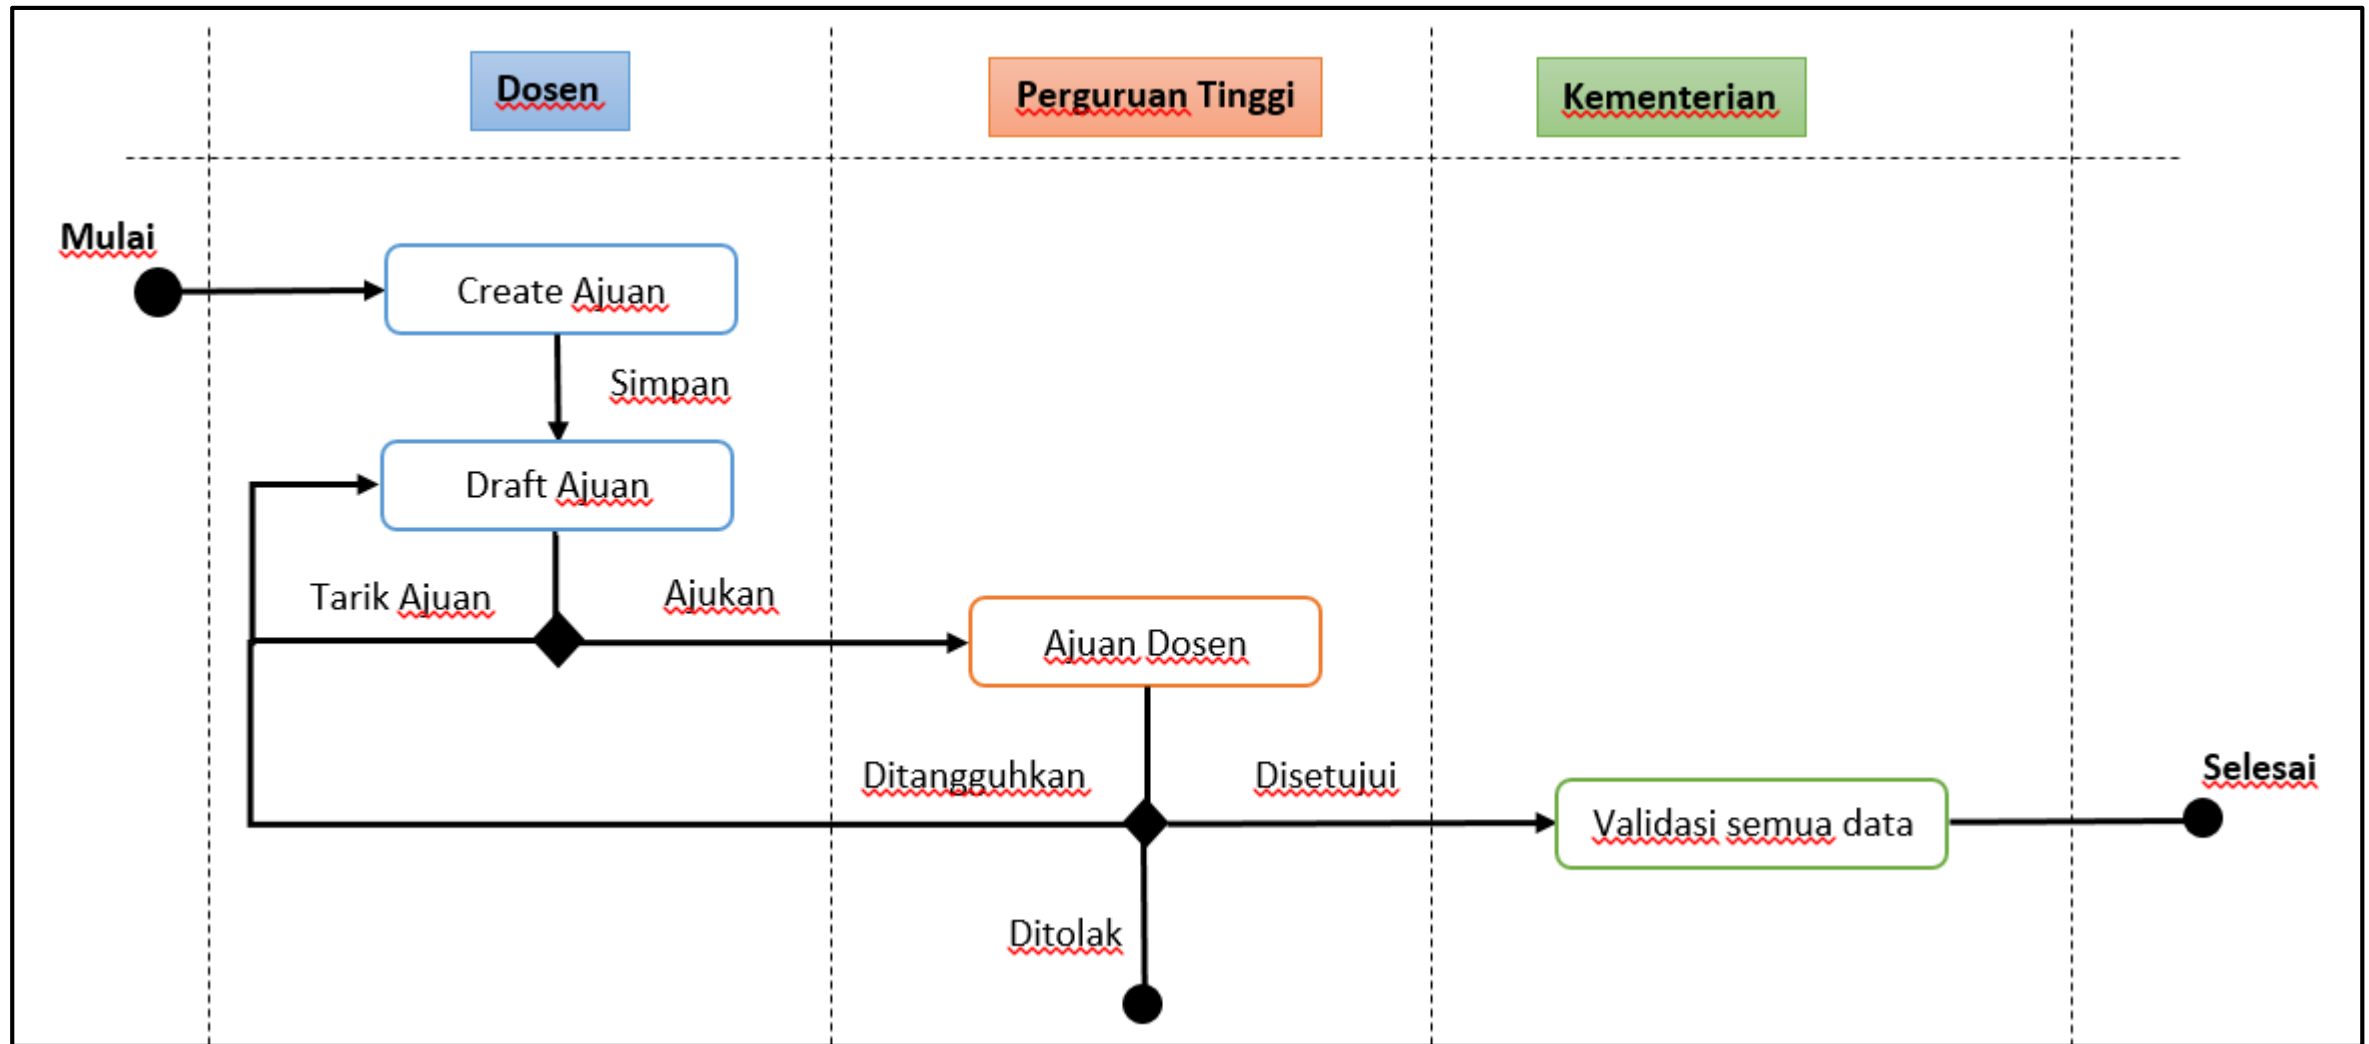 Dosen
Perguruan Tinggi
Kementerian
Mulai
Create Ajuan
Simpan
Draft Ajuan
Tarik Ajuan
Ajukan
Ajuan Dosen
Ditangguhkan
Disetujui
Selesai
Validasi semua data
Ditolak